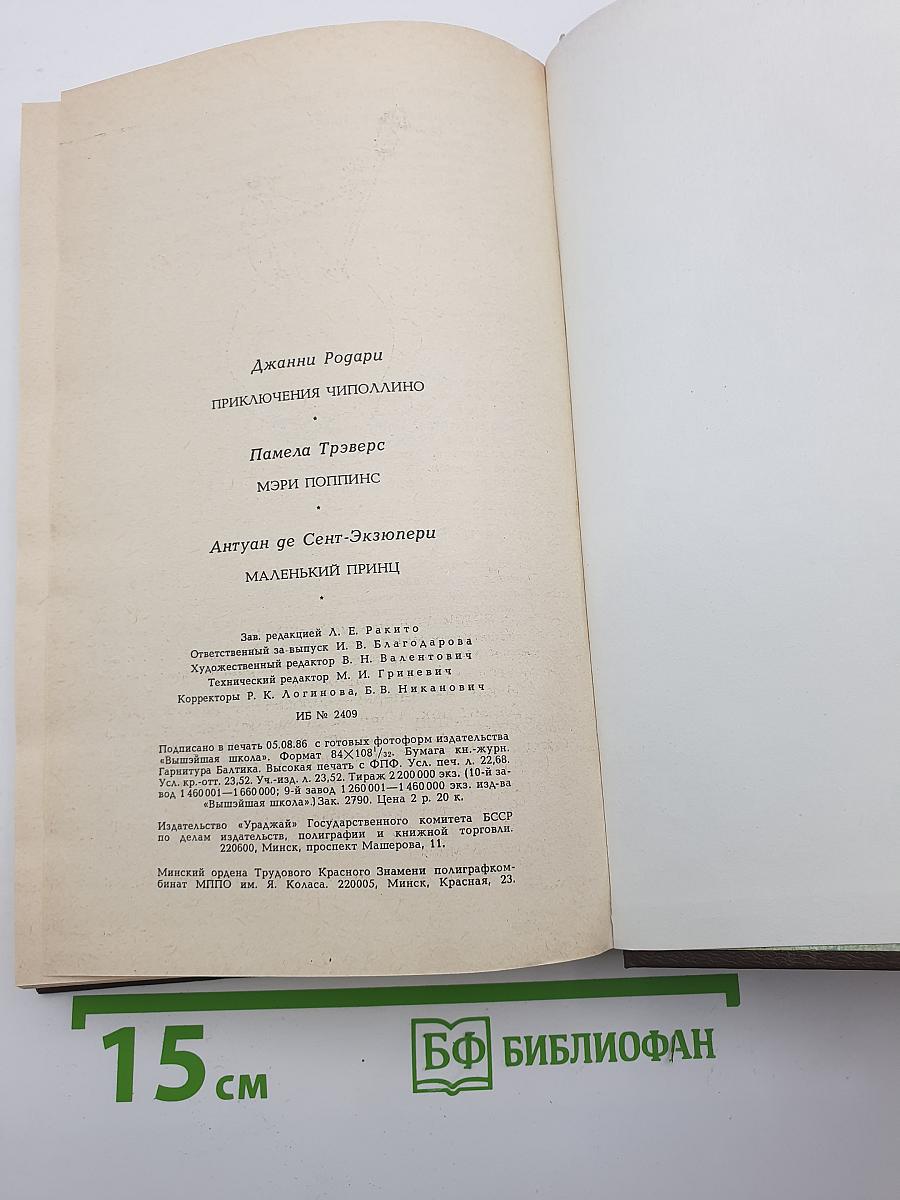 Джанни Родари
ПРИКЛЮЧЕНИЯ ЧИПОЛЛИНО
*
Памела Трэверс
МЭРИ ПОППИНС
*
Антуан де Сент-Экзюпери
МАЛЕНЬКИЙ ПРИНЦ
*
Зав. редакцией Л. Е. Ракито
Ответственный за выпуск И. В. Благодарова
Художественный редактор В. Н. Валентович
Технический редактор М. И. Гриневич
Корректоры Р. К. Логинова, Б. В. Никанович
ИБ № 2409
Подписано в печать 05.08.86 с готовых фотоформ издательства
«Вышэйшая школа». Формат 84×108 1/32. Бумага кн.-журн.
Гарнитура Балтика. Высокая печать с ФПФ. Усл. печ. л. 22,68.
Усл. кр.-отт. 23,52. Уч.-изд. л. 23,52. Тираж 2 200 000 экз. (10-й за-
вод 1 460 001—1 660 000; 9-й завод 1 260 001—1 460 000 экз. изд-ва
«Вышэйшая школа».) Зак. 2790. Цена 2 р. 20 к.
Издательство «Ураджай» Государственного комитета БССР
по делам издательств, полиграфии и книжной торговли.
220600, Минск, проспект Машерова, 11.
Минский ордена Трудового Красного Знамени полиграфком-
бинат МППО им. Я. Коласа. 220005, Минск, Красная, 23.
15 см
БФ БИБЛИОФАН